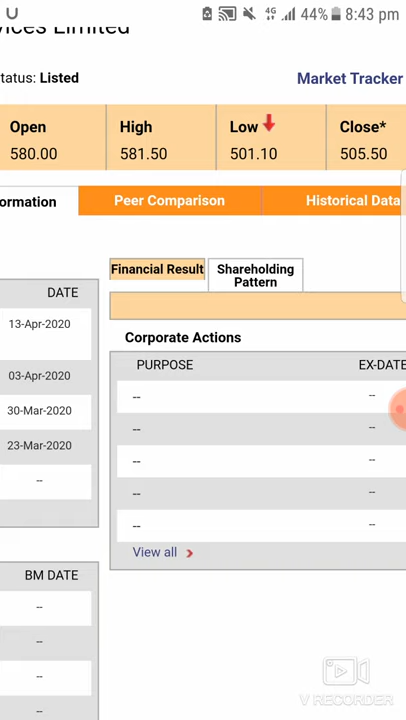 U 4G 44% 8:43 pm
ices Limited
tatus: Listed Market Tracker
Open High Low Close*
580.00 581.50 501.10 505.50
ormation Peer Comparison Historical Data
Financial Result Shareholding
Pattern
DATE
13-Apr-2020
03-Apr-2020
30-Mar-2020
23-Mar-2020
--
Corporate Actions
PURPOSE EX-DATE
-- --
-- --
-- --
-- --
-- --
View all
BM DATE
--
--
--
--
V RECORDER